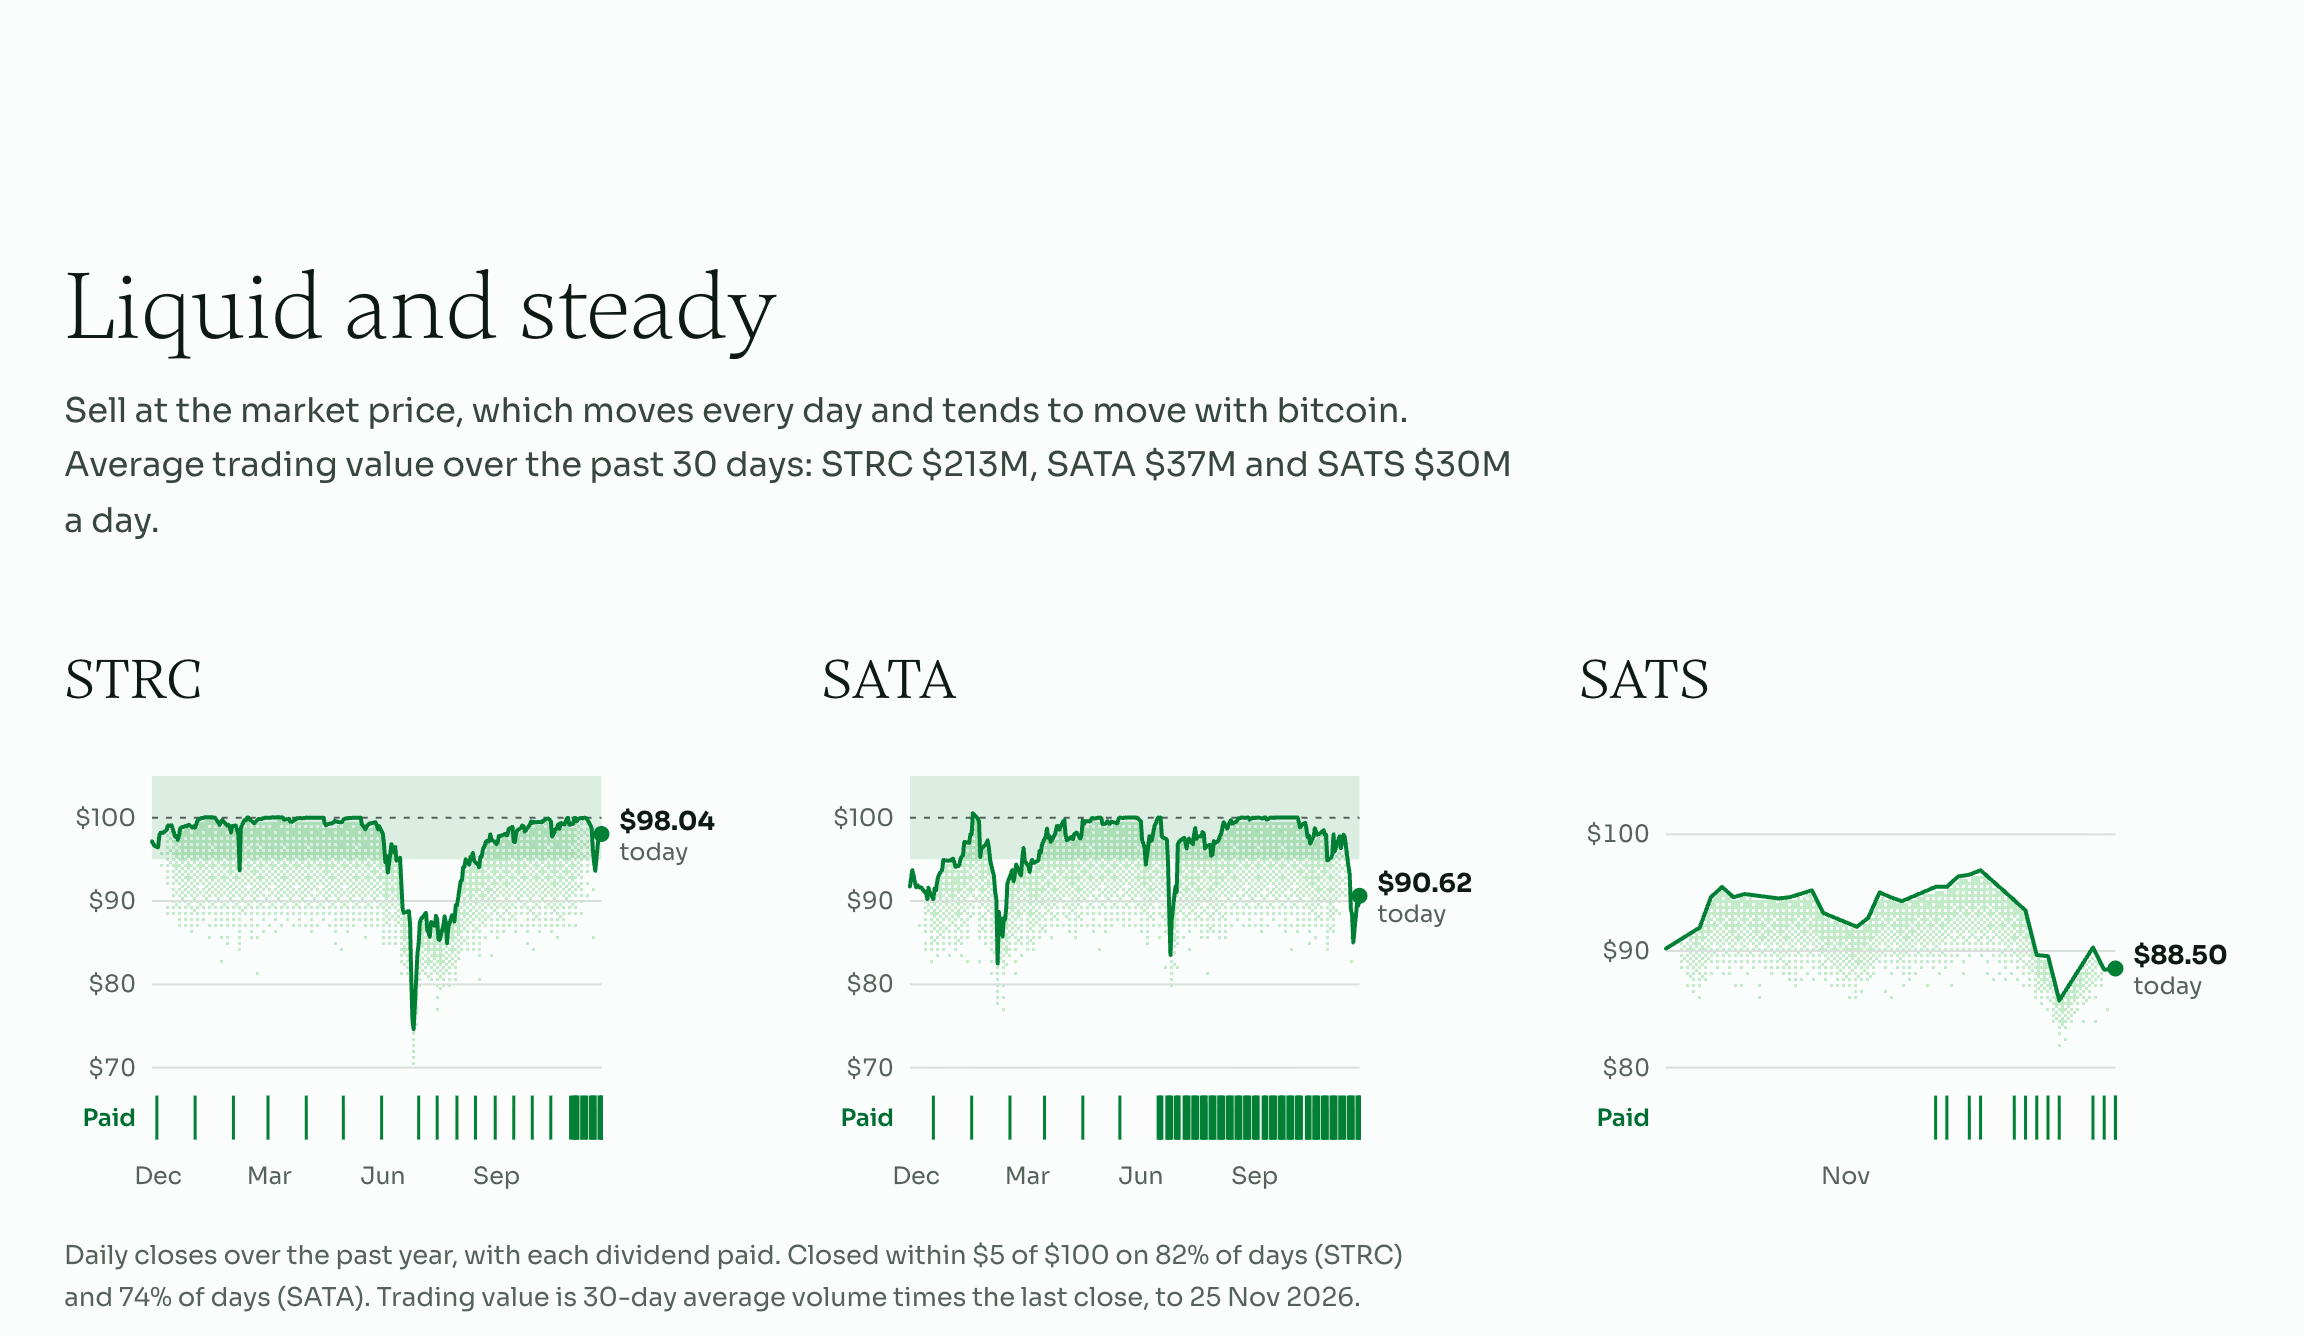 Liquid and steady
Sell at the market price, which moves every day and tends to move with bitcoin.
Average trading value over the past 30 days: STRC $213M, SATA $37M and SATS $30M
a day.
STRC
$100
$90
$80
$70
$98.04
today
Paid
Dec Mar Jun Sep
SATA
$100
$90
$80
$70
$90.62
today
Paid
Dec Mar Jun Sep
SATS
$100
$90
$80
$88.50
today
Paid
Nov
Daily closes over the past year, with each dividend paid. Closed within $5 of $100 on 82% of days (STRC)
and 74% of days (SATA). Trading value is 30-day average volume times the last close, to 25 Nov 2026.